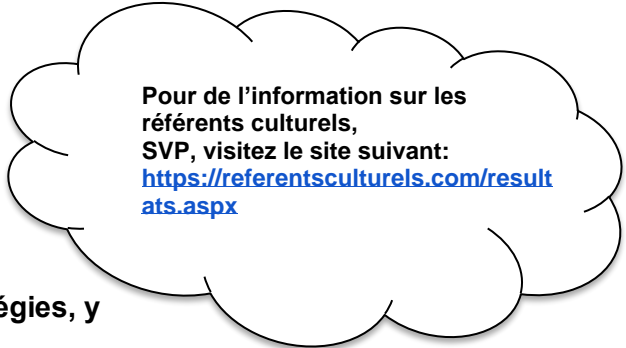 Pour de l’information sur les
référents culturels,
SVP, visitez le site suivant:
https://referentsculturels.com/result
ats.aspx
égies, y